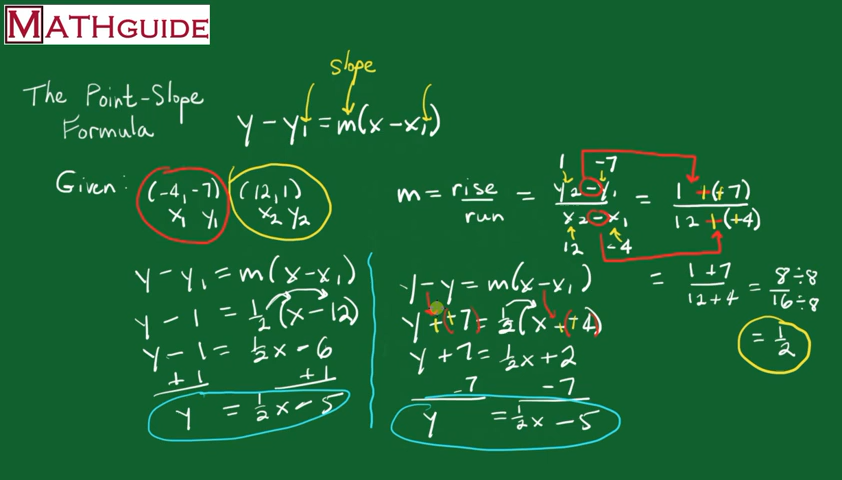 MATHGUIDE
slope
The Point-Slope
Formula
y - y₁ = m(x - x₁)
Given: (-4, -7) (12, 1)
x₁ y₁ x₂ y₂
1 -7
m = rise/run = (y₂ - y₁)/(x₂ - x₁) = (1 + (+7))/(12 + (+4))
12 -4
= (1 + 7)/(12 + 4) = (8 ÷ 8)/(16 ÷ 8)
= 1/2
y - y₁ = m(x - x₁)
y - 1 = 1/2(x - 12)
y - 1 = 1/2x - 6
+1 +1
y = 1/2x - 5
y - y = m(x - x₁)
y + (+7) = 1/2(x + (+4))
y + 7 = 1/2x + 2
-7 -7
y = 1/2x - 5